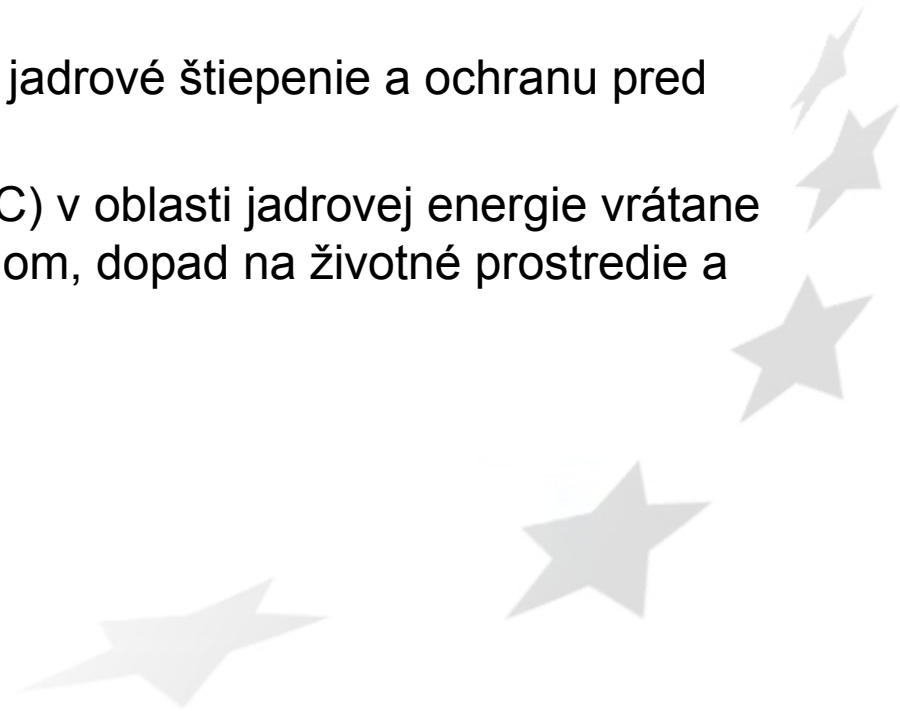 jadrové štiepenie a ochranu pred
C) v oblasti jadrovej energie vrátane
om, dopad na životné prostredie a